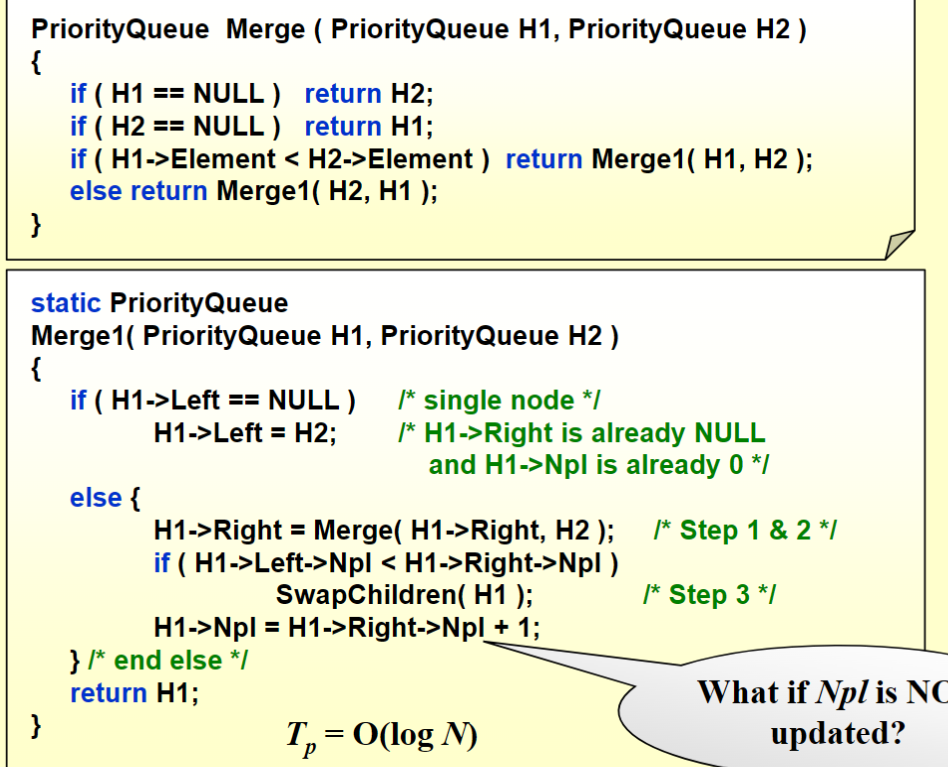 PriorityQueue Merge ( PriorityQueue H1, PriorityQueue H2 )
{
if ( H1 == NULL ) return H2;
if ( H2 == NULL ) return H1;
if ( H1->Element < H2->Element ) return Merge1( H1, H2 );
else return Merge1( H2, H1 );
}
static PriorityQueue
Merge1( PriorityQueue H1, PriorityQueue H2 )
{
if ( H1->Left == NULL ) /* single node */
H1->Left = H2; /* H1->Right is already NULL
and H1->Npl is already 0 */
else {
H1->Right = Merge( H1->Right, H2 ); /* Step 1 & 2 */
if ( H1->Left->Npl < H1->Right->Npl )
SwapChildren( H1 ); /* Step 3 */
H1->Npl = H1->Right->Npl + 1;
} /* end else */
return H1;
}
T_p = O(log N)
What if Npl is
updated?